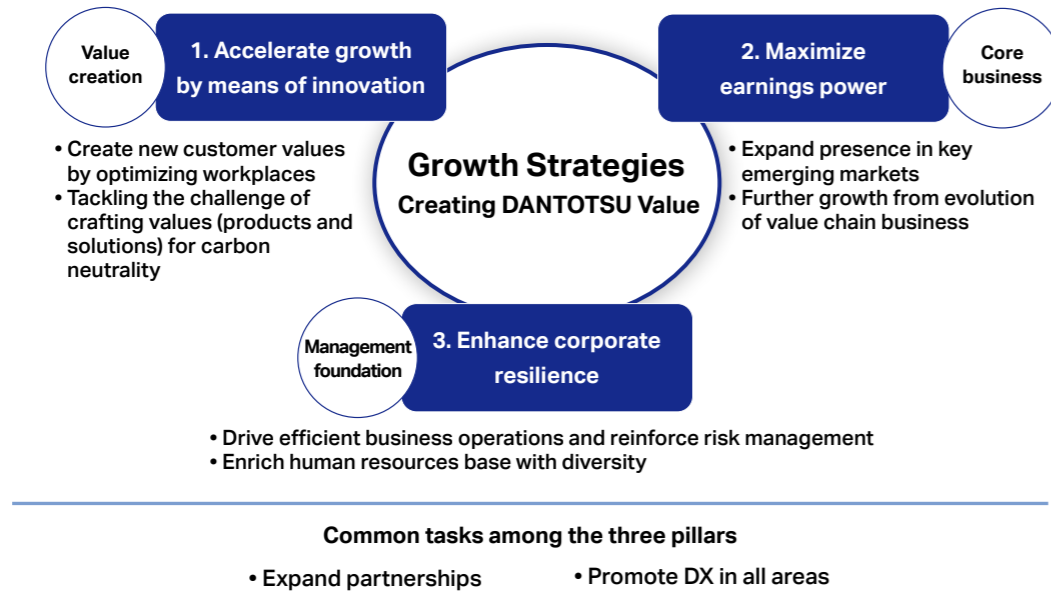 Value
creation
1. Accelerate growth
by means of innovation
• Create new customer values
by optimizing workplaces
• Tackling the challenge of
crafting values (products and
solutions) for carbon
neutrality
Growth Strategies
Creating DANTOTSU Value
2. Maximize
earnings power
Core
business
• Expand presence in key
emerging markets
• Further growth from evolution
of value chain business
Management
foundation
3. Enhance corporate
resilience
• Drive efficient business operations and reinforce risk management
• Enrich human resources base with diversity
Common tasks among the three pillars
• Expand partnerships
• Promote DX in all areas